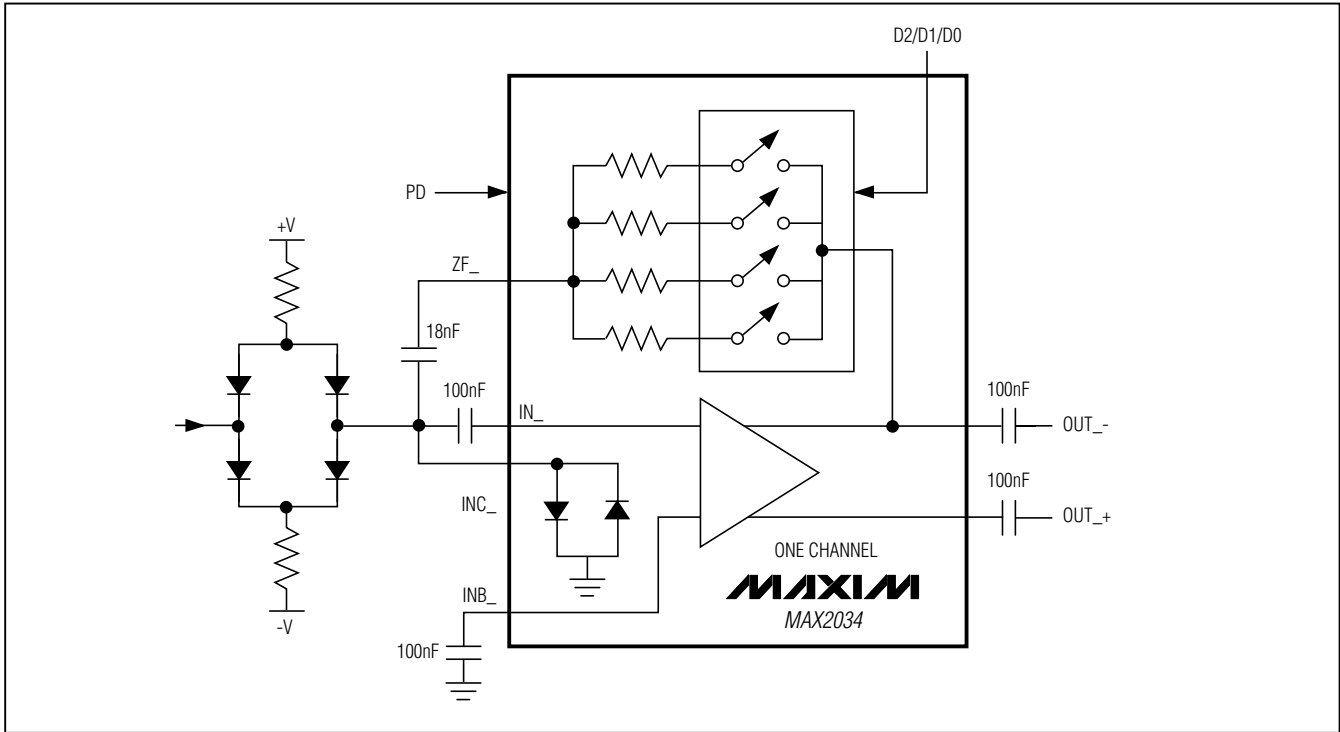 D2/D1/D0
PD
+V
ZF_
18nF
100nF
IN_
100nF
OUT_-
INC_
100nF
OUT_+
ONE CHANNEL
MAXIM
MAX2034
INB_
-V
100nF